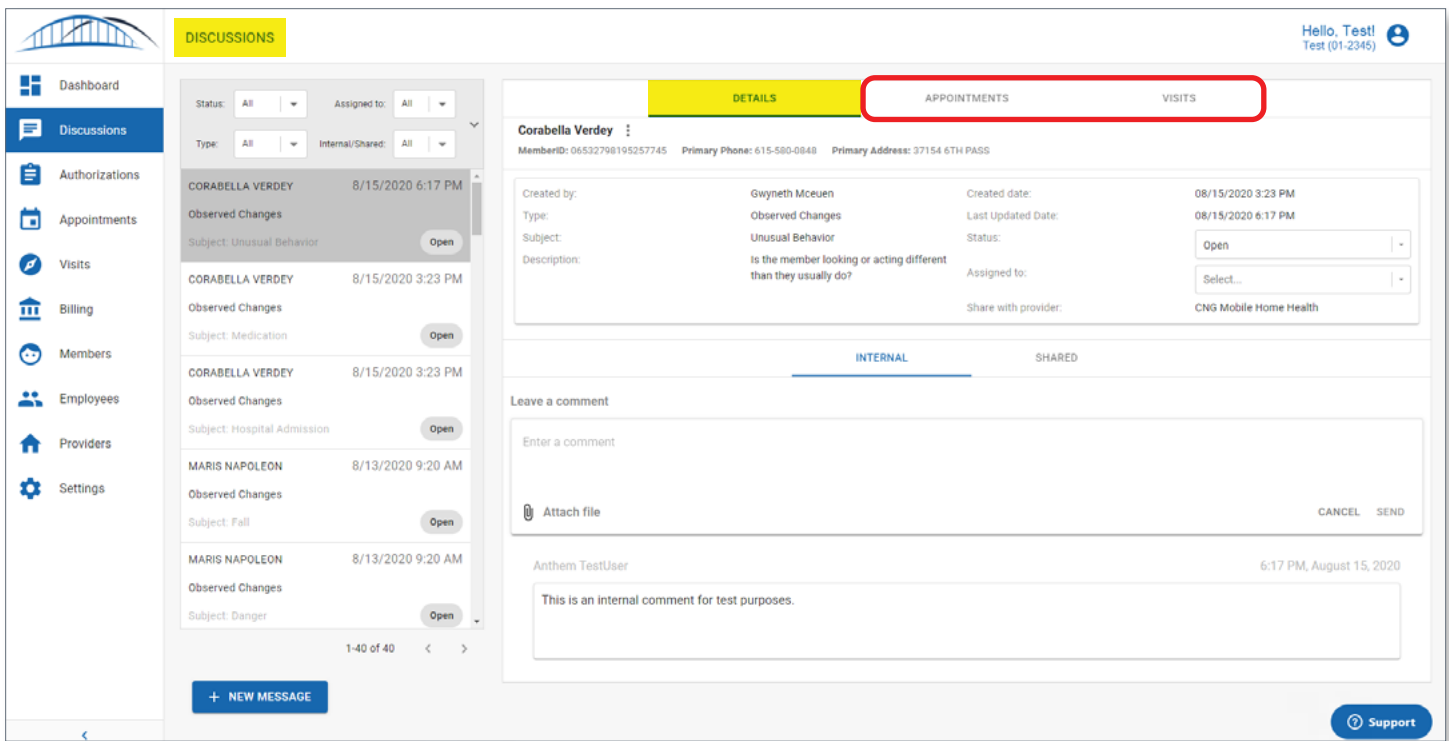 DISCUSSIONS
Hello, Test!
Test (01-2345)
Dashboard
Discussions
Authorizations
Appointments
Visits
Billing
Members
Employees
Providers
Settings
Status: All Assigned to: All
Type: All Internal/Shared: All
CORABELLA VERDEY 8/15/2020 6:17 PM
Observed Changes
Subject: Unusual Behavior Open
CORABELLA VERDEY 8/15/2020 3:23 PM
Observed Changes
Subject: Medication Open
CORABELLA VERDEY 8/15/2020 3:23 PM
Observed Changes
Subject: Hospital Admission Open
MARIS NAPOLEON 8/13/2020 9:20 AM
Observed Changes
Subject: Fall Open
MARIS NAPOLEON 8/13/2020 9:20 AM
Observed Changes
Subject: Danger Open
1-40 of 40 < >
+ NEW MESSAGE
DETAILS APPOINTMENTS VISITS
Corabella Verdey
MemberID: 06532798195257745 Primary Phone: 615-580-0848 Primary Address: 37154 6TH PASS
Created by: Gwyneth Mceuen Created date: 08/15/2020 3:23 PM
Type: Observed Changes Last Updated Date: 08/15/2020 6:17 PM
Subject: Unusual Behavior Status: Open
Description: Is the member looking or acting different
than they usually do? Assigned to: Select...
Share with provider: CNG Mobile Home Health
INTERNAL SHARED
Leave a comment
Enter a comment
Attach file CANCEL SEND
Anthem TestUser 6:17 PM, August 15, 2020
This is an internal comment for test purposes.
Support